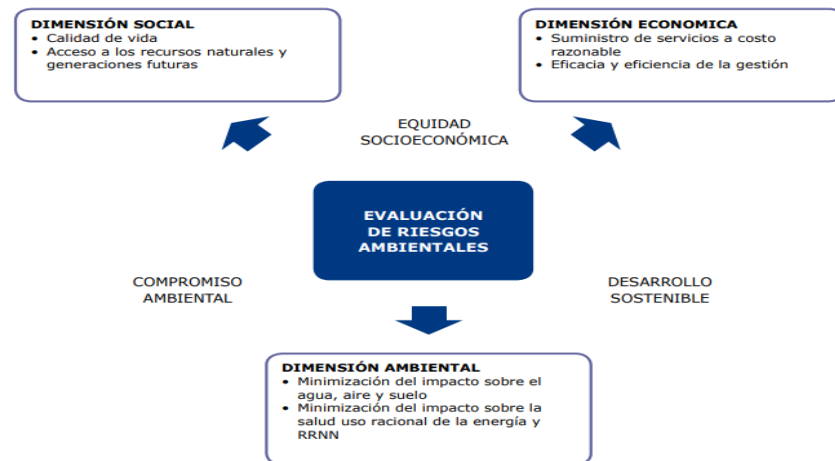 DIMENSIÓN SOCIAL
• Calidad de vida
• Acceso a los recursos naturales y
generaciones futuras
DIMENSIÓN ECONOMICA
• Suministro de servicios a costo
razonable
• Eficacia y eficiencia de la gestión
EQUIDAD
SOCIOECONÓMICA
EVALUACIÓN
DE RIESGOS
AMBIENTALES
COMPROMISO
AMBIENTAL
DESARROLLO
SOSTENIBLE
DIMENSIÓN AMBIENTAL
• Minimización del impacto sobre el
agua, aire y suelo
• Minimización del impacto sobre la
salud uso racional de la energía y
RRNN